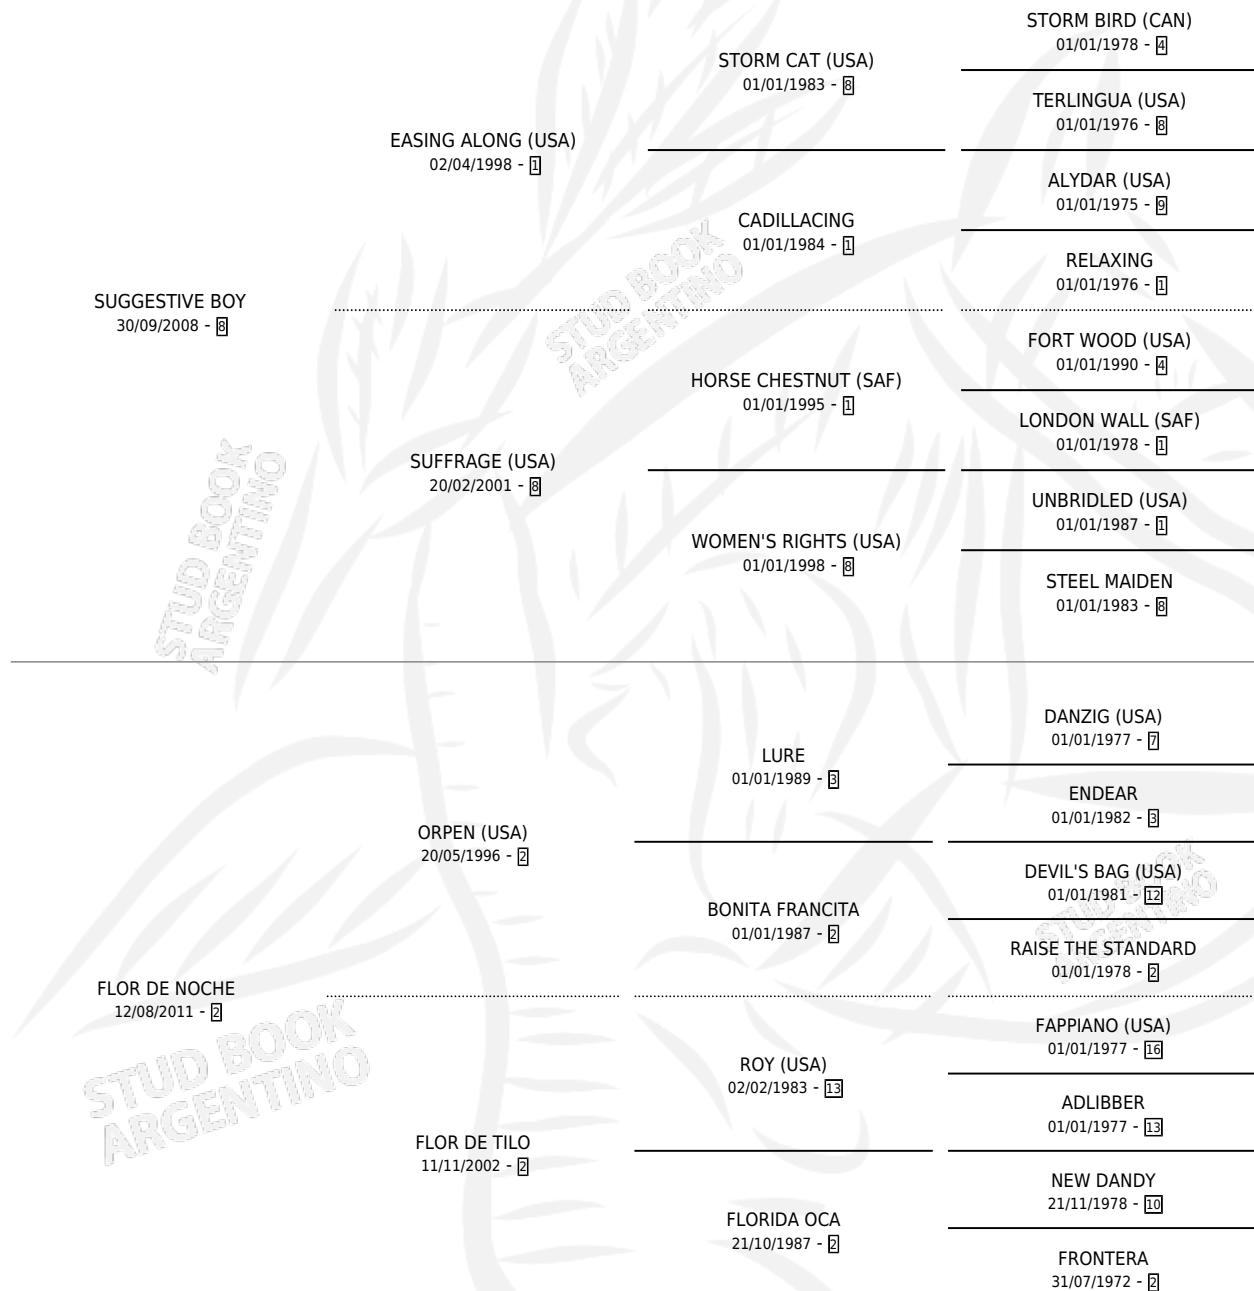 STORM BIRD (CAN)
01/01/1978 - 4
STORM CAT (USA)
01/01/1983 - 8
TERLINGUA (USA)
01/01/1976 - 8
EASING ALONG (USA)
02/04/1998 - 1
ALYDAR (USA)
01/01/1975 - 9
CADILLACING
01/01/1984 - 1
RELAXING
01/01/1976 - 1
SUGGESTIVE BOY
30/09/2008 - 8
STUD BOOK
ARGENTINO
FORT WOOD (USA)
01/01/1990 - 4
HORSE CHESTNUT (SAF)
01/01/1995 - 1
LONDON WALL (SAF)
01/01/1978 - 1
SUFFRAGE (USA)
20/02/2001 - 8
UNBRIDLED (USA)
01/01/1987 - 1
WOMEN'S RIGHTS (USA)
01/01/1998 - 8
STEEL MAIDEN
01/01/1983 - 8
STUD BOOK
ARGENTINO
DANZIG (USA)
01/01/1977 - 7
LURE
01/01/1989 - 3
ENDEAR
01/01/1982 - 3
ORPEN (USA)
20/05/1996 - 2
DEVIL'S BAG (USA)
01/01/1981 - 12
BONITA FRANCITA
01/01/1987 - 2
STUD BOOK
ARGENTINO
RAISE THE STANDARD
01/01/1978 - 2
FLOR DE NOCHE
12/08/2011 - 2
STUD BOOK
ARGENTINO
FAPPIANO (USA)
01/01/1977 - 16
ROY (USA)
02/02/1983 - 13
ADLIBBER
01/01/1977 - 13
FLOR DE TILO
11/11/2002 - 2
NEW DANDY
21/11/1978 - 10
FLORIDA OCA
21/10/1987 - 2
FRONTERA
31/07/1972 - 2